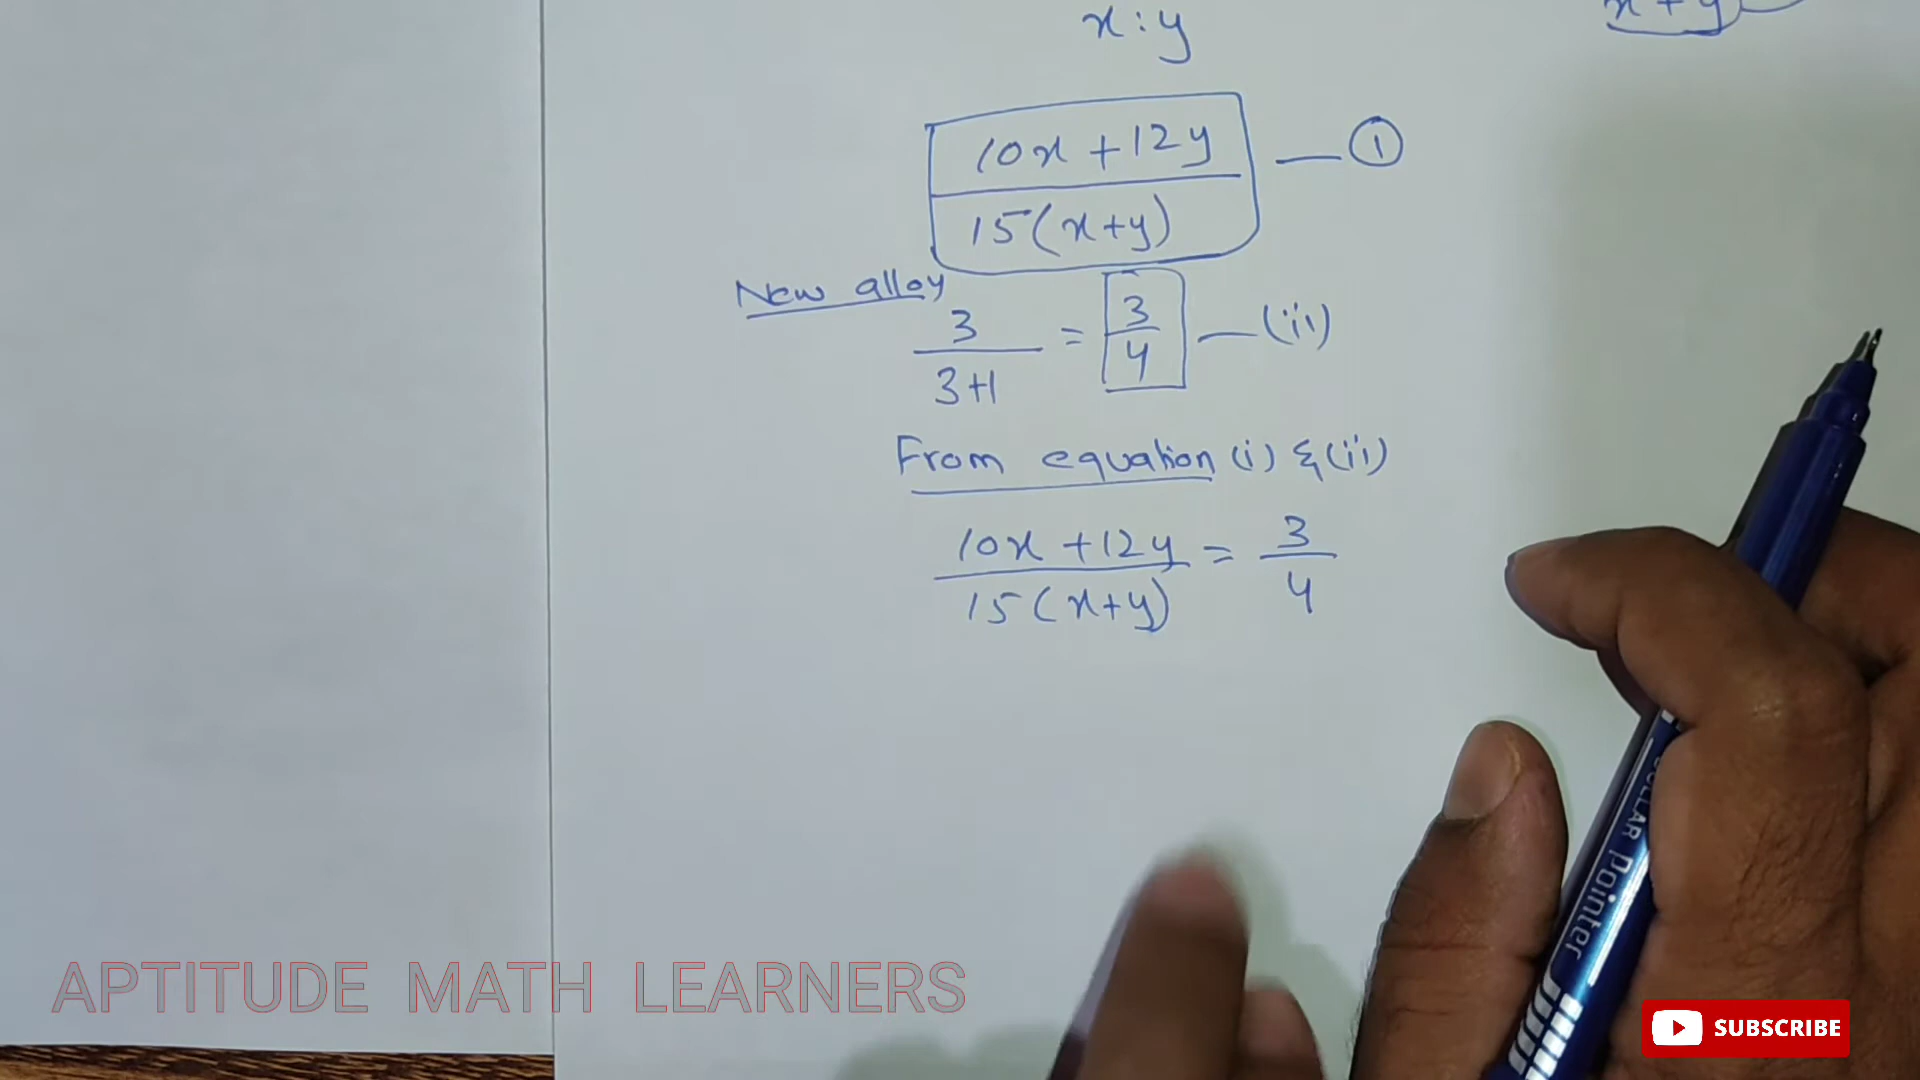 x : y
x + y
10x + 12y
15(x+y)
— ①
New alloy
3
3+1
= 3/4 — (ii)
From equation (i) & (ii)
10x + 12y / 15(x+y) = 3/4
Pointer
APTITUDE MATH LEARNERS
SUBSCRIBE